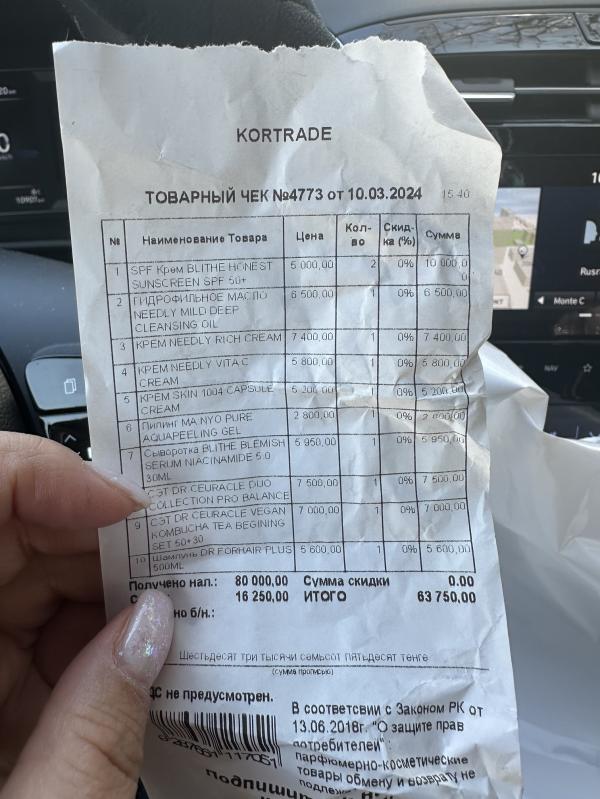 KORTRADE
ТОВАРНЫЙ ЧЕК №4773 от 10.03.2024 15:40
№ Наименование Товара Цена Кол-во Скид-ка (%) Сумма
1 SPF Крем BLITHE HONEST SUNSCREEN SPF 50+ 5 000,00 2 0% 10 000,00
2 ГИДРОФИЛЬНОЕ МАСЛО NEEDLY MILD DEEP CLEANSING OIL 6 500,00 1 0% 6 500,00
3 КРЕМ NEEDLY RICH CREAM 7 400,00 1 0% 7 400,00
4 КРЕМ NEEDLY VITA C CREAM 5 800,00 1 0% 5 800,00
5 КРЕМ SKIN 1004 CAPSULE CREAM 5 200,00 1 0% 5 200,00
6 Пилинг MA:NYO PURE AQUAPEELING GEL 2 800,00 1 0% 2 800,00
7 Сыворотка BLITHE BLEMISH SERUM NIACINAMIDE 5.0 30ML 5 950,00 1 0% 5 950,00
СЭТ DR CEURACLE DUO COLLECTION PRO BALANCE 7 500,00 1 0% 7 500,00
9 СЭТ DR CEURACLE VEGAN KOMBUCHA TEA BEGINING SET 50+30 7 000,00 1 0% 7 000,00
10 Шампунь DR FORHAIR PLUS 500ML 5 600,00 1 0% 5 600,00
Получено нал.: 80 000,00 Сумма скидки 0.00
16 250,00 ИТОГО 63 750,00
но б/н.:
Шестьдесят три тысячи семьсот пятьдесят тенге
(сумма прописью)
ДС не предусмотрен.
В соответсвии с Законом РК от
13.06.2018г. "О защите прав
потребителей"
парфюмерно-косметические
товары обмену и возврату не
Monte C
NAV